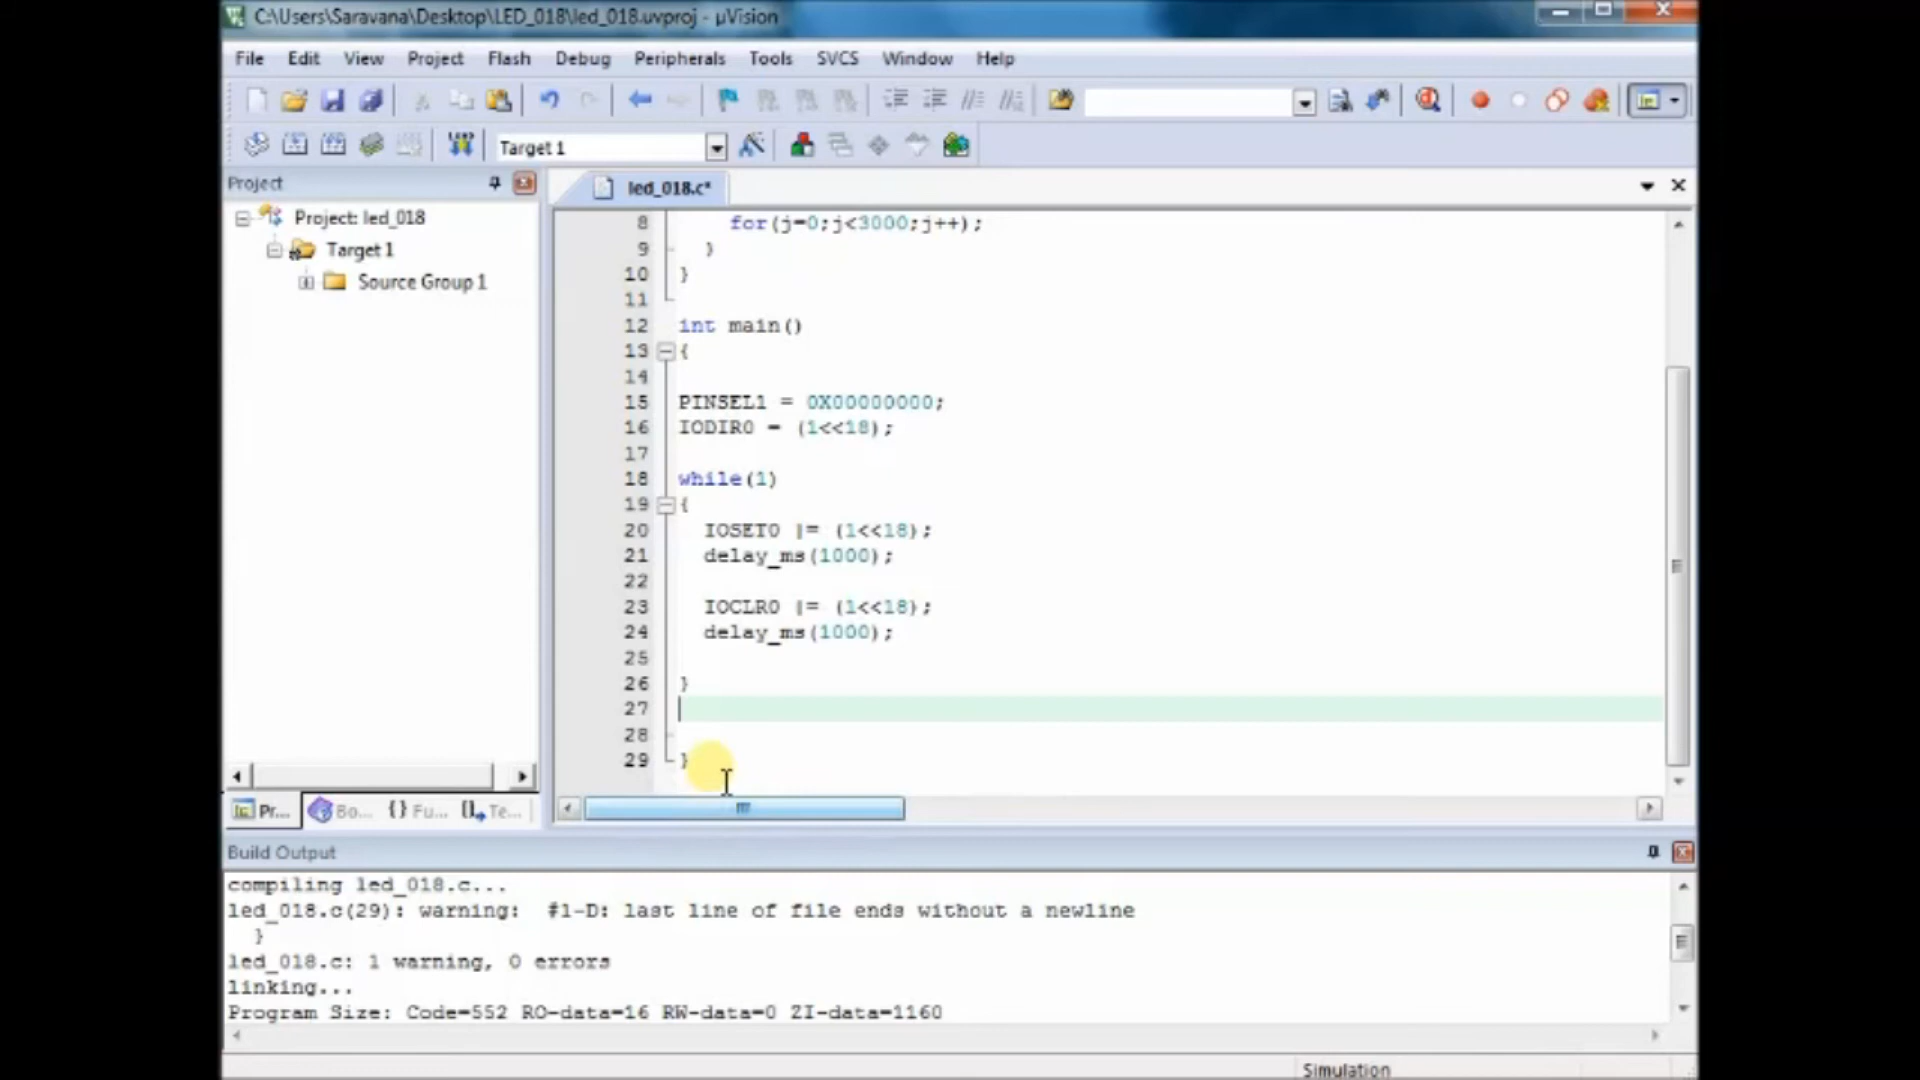 C:\Users\Saravana\Desktop\LED_018\led_018.uvproj - µVision
File Edit View Project Flash Debug Peripherals Tools SVCS Window Help
Target 1
Project
led_018.c*
Project: led_018
Target 1
Source Group 1
8 for(j=0;j<3000;j++);
9 }
10 }
11
12 int main()
13 {
14
15 PINSEL1 = 0X00000000;
16 IODIR0 = (1<<18);
17
18 while(1)
19 {
20 IOSET0 |= (1<<18);
21 delay_ms(1000);
22
23 IOCLR0 |= (1<<18);
24 delay_ms(1000);
25
26 }
27
28
29 }
Pr... Bo... {} Fu... Te...
Build Output
compiling led_018.c...
led_018.c(29): warning: #1-D: last line of file ends without a newline
}
led_018.c: 1 warning, 0 errors
linking...
Program Size: Code=552 RO-data=16 RW-data=0 ZI-data=1160
Simulation